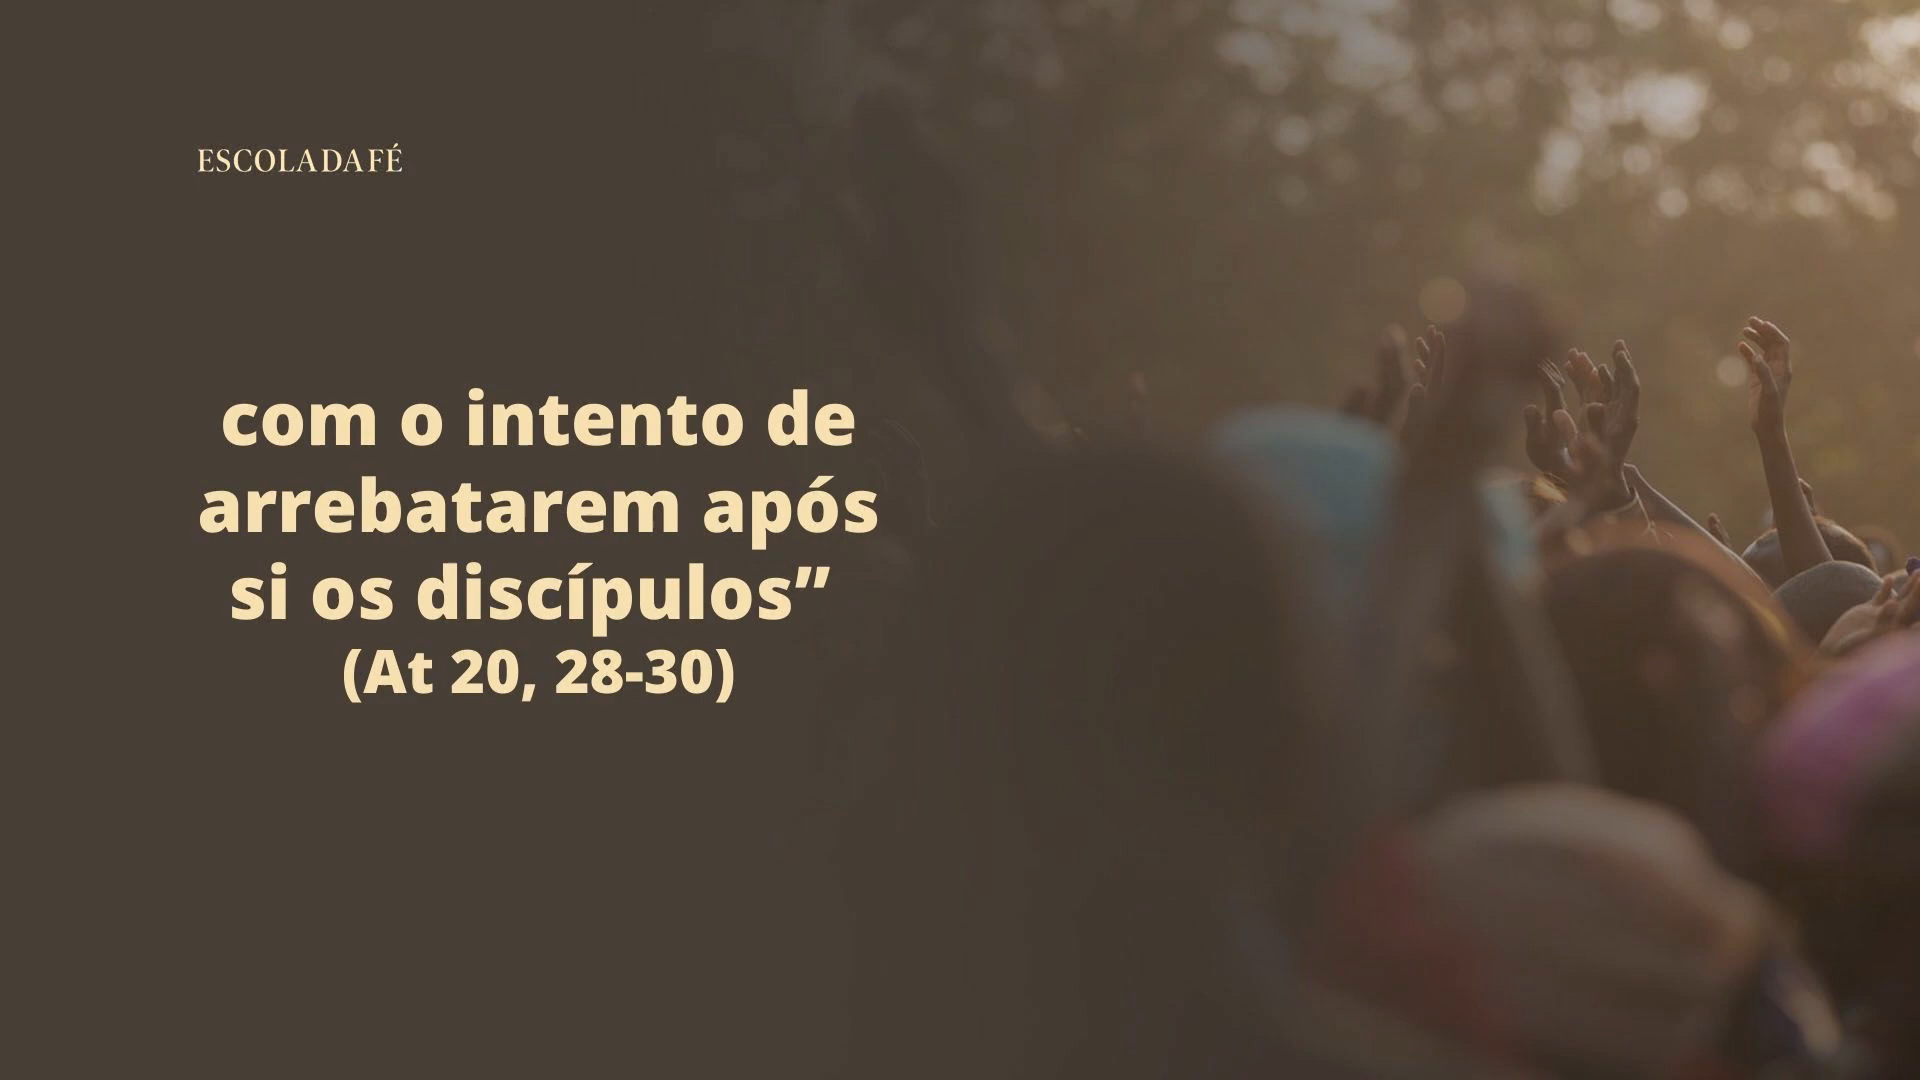 ESCOLADAFÉ
com o intento de
arrebatarem após
si os discípulos”
(At 20, 28-30)